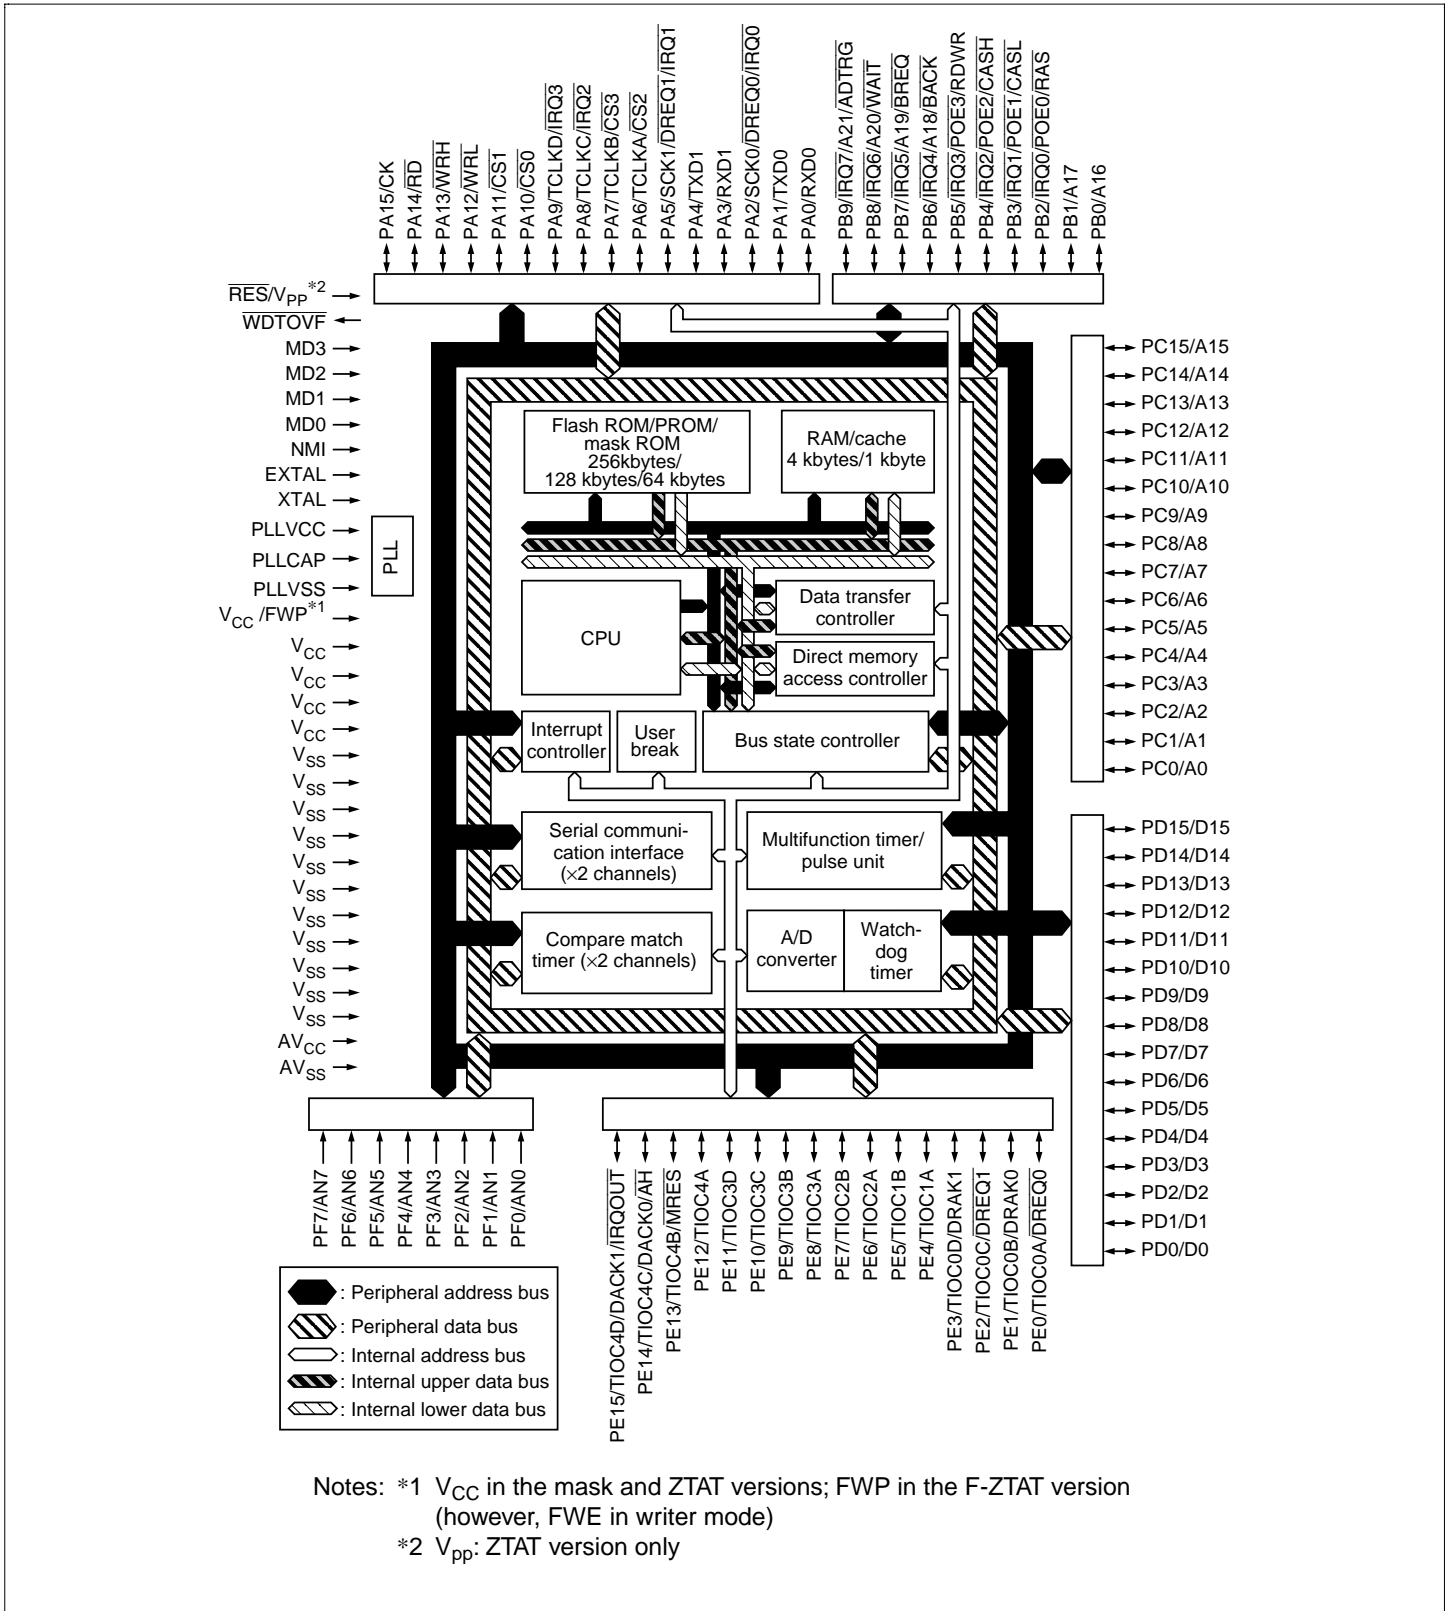 PA15/CK
PA14/RD
PA13/WRH
PA12/WRL
PA11/CS1
PA10/CS0
PA9/TCLKD/IRQ3
PA8/TCLKC/IRQ2
PA7/TCLKB/CS3
PA6/TCLKA/CS2
PA5/SCK1/DREQ1/IRQ1
PA4/TXD1
PA3/RXD1
PA2/SCK0/DREQ0/IRQ0
PA1/TXD0
PA0/RXD0
PB9/IRQ7/A21/ADTRG
PB8/IRQ6/A20/WAIT
PB7/IRQ5/A19/BREQ
PB6/IRQ4/A18/BACK
PB5/IRQ3/POE3/RDWR
PB4/IRQ2/POE2/CASH
PB3/IRQ1/POE1/CASL
PB2/IRQ0/POE0/RAS
PB1/A17
PB0/A16
RES/VPP*2
WDTOVF
MD3
MD2
MD1
MD0
NMI
EXTAL
XTAL
PLLVCC
PLLCAP
PLLVSS
PLL
VCC /FWP*1
VCC
VCC
VCC
VCC
VSS
VSS
VSS
VSS
VSS
VSS
VSS
VSS
VSS
VSS
VSS
AVCC
AVSS
Flash ROM/PROM/
mask ROM
256kbytes/
128 kbytes/64 kbytes
RAM/cache
4 kbytes/1 kbyte
CPU
Data transfer
controller
Direct memory
access controller
Interrupt
controller
User
break
Bus state controller
Serial communi-
cation interface
(×2 channels)
Multifunction timer/
pulse unit
Compare match
timer (×2 channels)
A/D
converter
Watch-
dog
timer
PC15/A15
PC14/A14
PC13/A13
PC12/A12
PC11/A11
PC10/A10
PC9/A9
PC8/A8
PC7/A7
PC6/A6
PC5/A5
PC4/A4
PC3/A3
PC2/A2
PC1/A1
PC0/A0
PD15/D15
PD14/D14
PD13/D13
PD12/D12
PD11/D11
PD10/D10
PD9/D9
PD8/D8
PD7/D7
PD6/D6
PD5/D5
PD4/D4
PD3/D3
PD2/D2
PD1/D1
PD0/D0
PF7/AN7
PF6/AN6
PF5/AN5
PF4/AN4
PF3/AN3
PF2/AN2
PF1/AN1
PF0/AN0
PE15/TIOC4D/DACK1/IRQOUT
PE14/TIOC4C/DACK0/AH
PE13/TIOC4B/MRES
PE12/TIOC4A
PE11/TIOC3D
PE10/TIOC3C
PE9/TIOC3B
PE8/TIOC3A
PE7/TIOC2B
PE6/TIOC2A
PE5/TIOC1B
PE4/TIOC1A
PE3/TIOC0D/DRAK1
PE2/TIOC0C/DREQ1
PE1/TIOC0B/DRAK0
PE0/TIOC0A/DREQ0
: Peripheral address bus
: Peripheral data bus
: Internal address bus
: Internal upper data bus
: Internal lower data bus
Notes: *1 VCC in the mask and ZTAT versions; FWP in the F-ZTAT version
(however, FWE in writer mode)
*2 Vpp: ZTAT version only